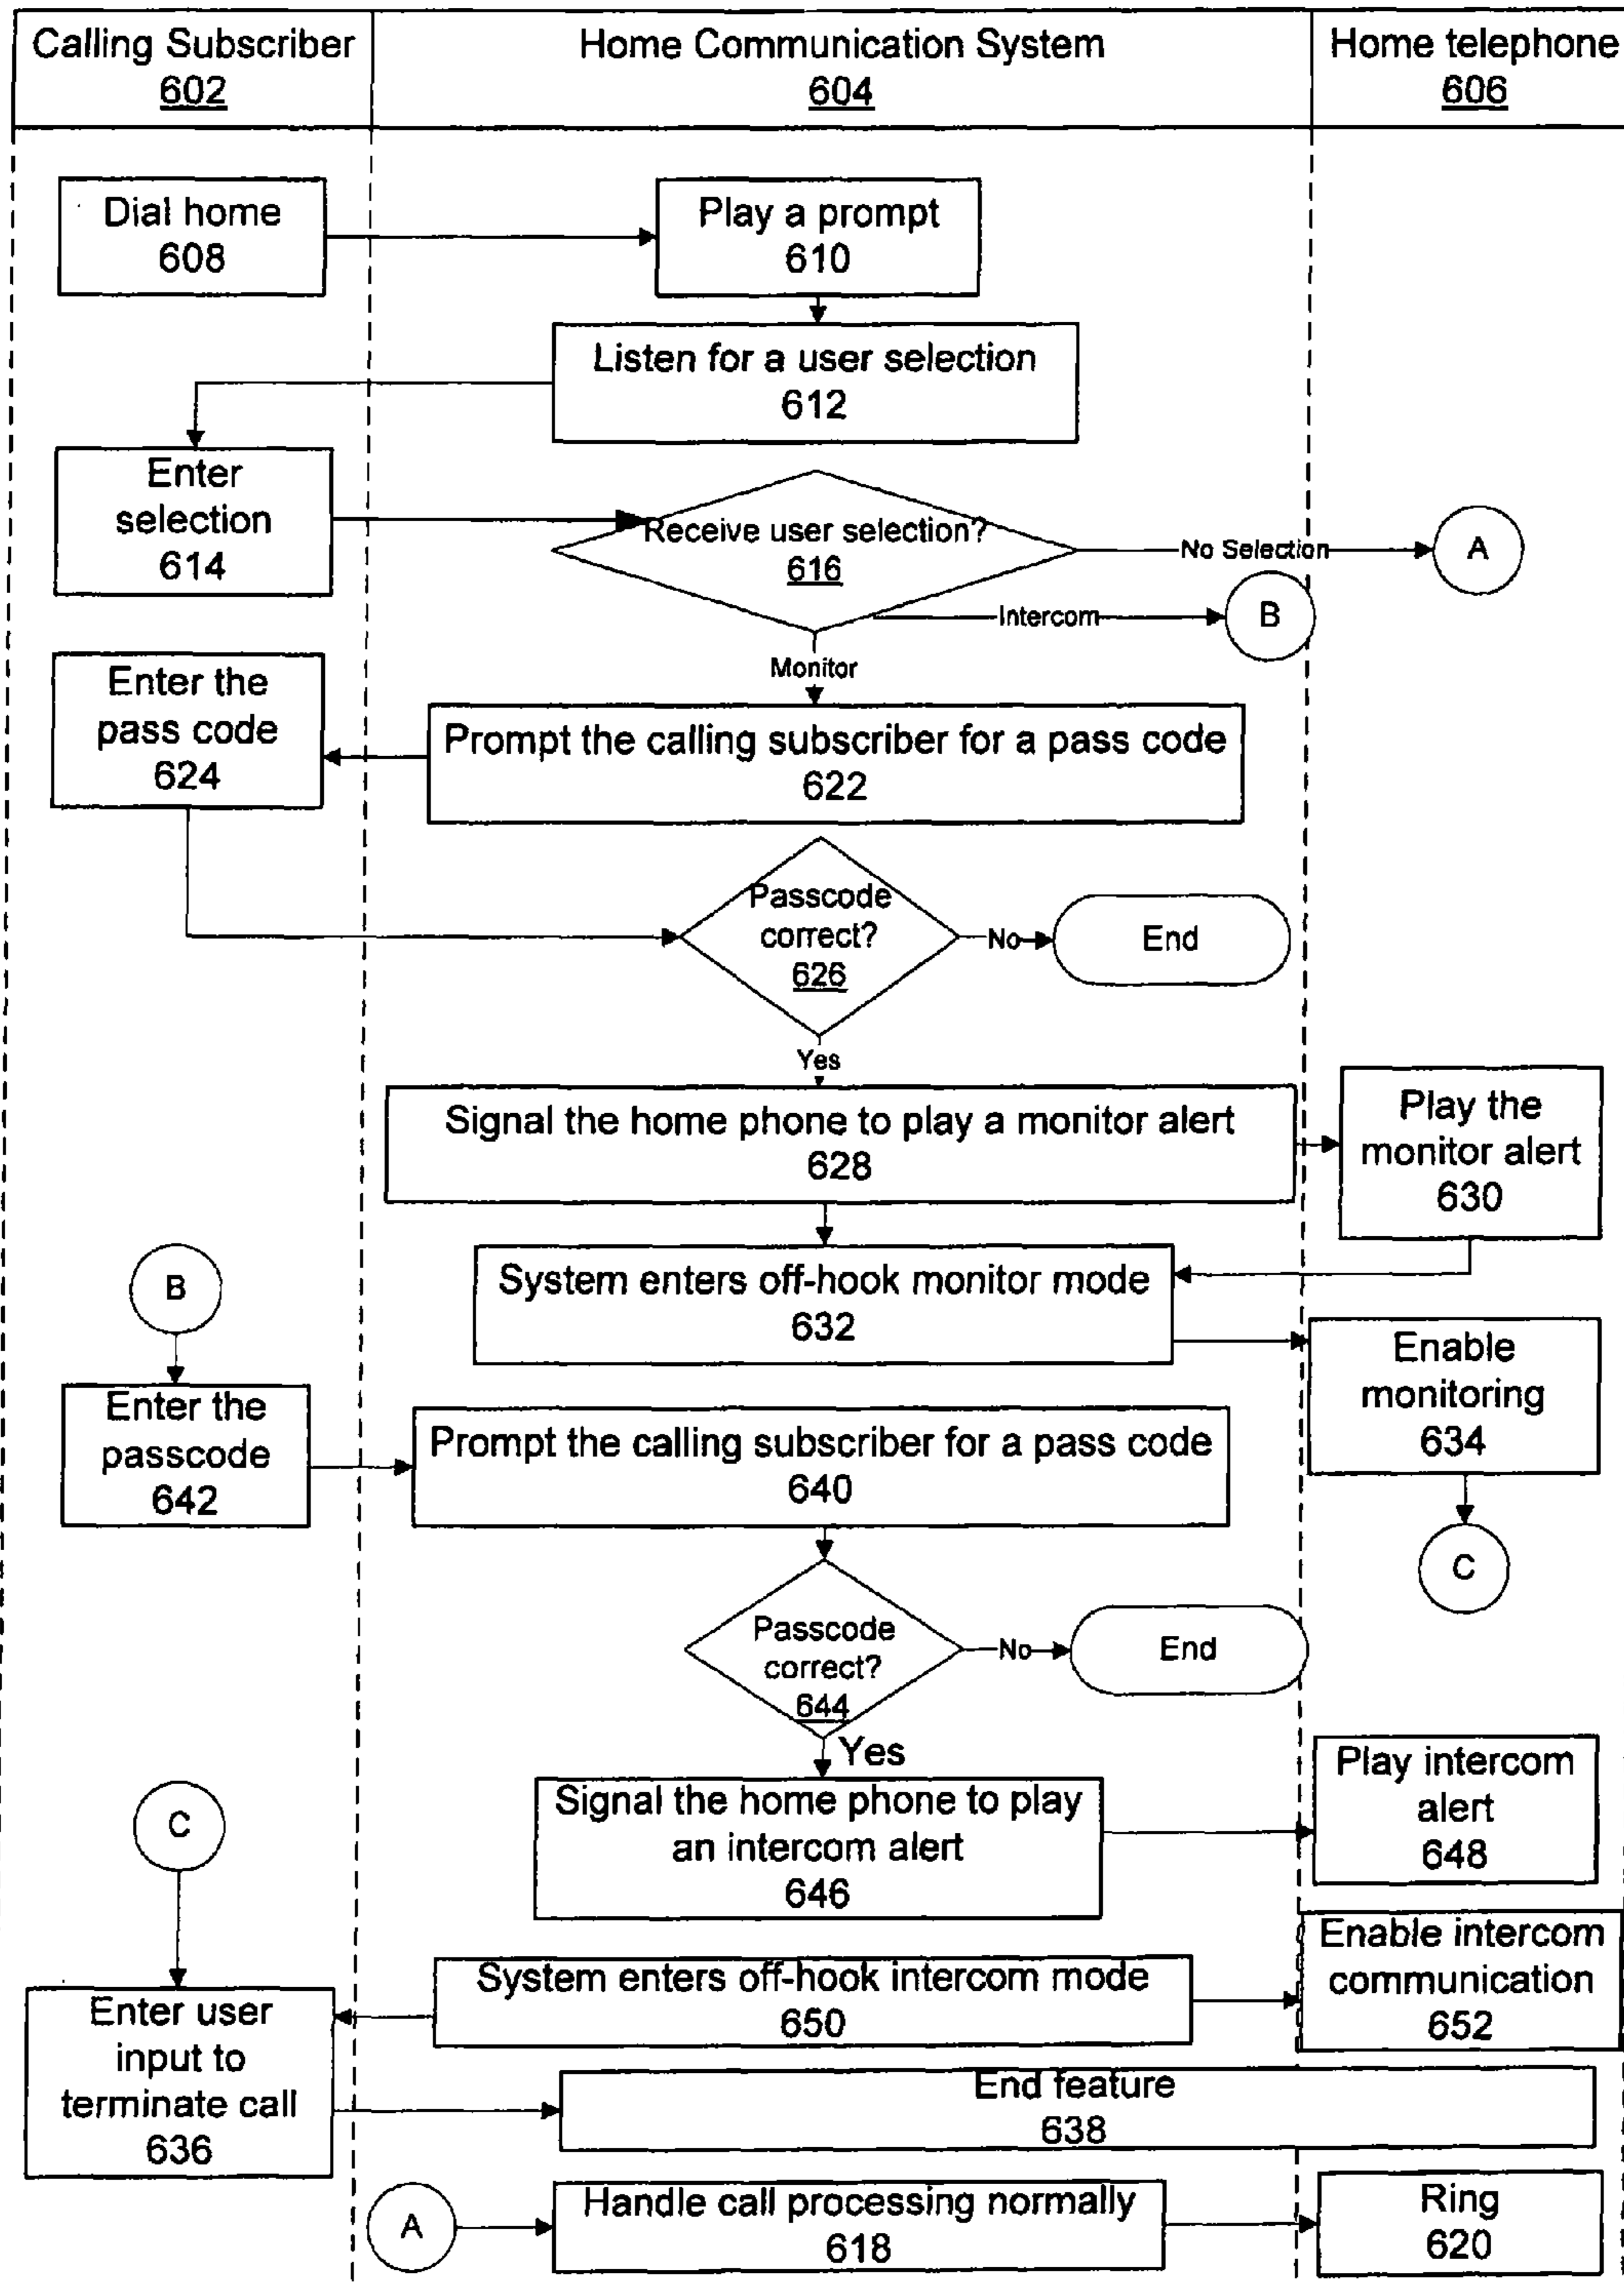 Calling Subscriber
602
Home Communication System
604
Home telephone
606
Dial home
608
Play a prompt
610
Listen for a user selection
612
Enter
selection
614
Receive user selection?
616
No Selection
A
Intercom
B
Monitor
Enter the
pass code
624
Prompt the calling subscriber for a pass code
622
Passcode
correct?
626
No
End
Yes
Signal the home phone to play a monitor alert
628
Play the
monitor alert
630
B
System enters off-hook monitor mode
632
Enable
monitoring
634
Enter the
passcode
642
Prompt the calling subscriber for a pass code
640
C
Passcode
correct?
644
No
End
Yes
C
Signal the home phone to play
an intercom alert
646
Play intercom
alert
648
System enters off-hook intercom mode
650
Enable intercom
communication
652
Enter user
input to
terminate call
636
End feature
638
A
Handle call processing normally
618
Ring
620